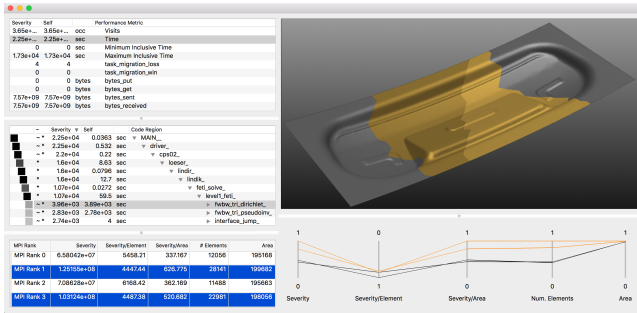 Severity Self Performance Metric
3.65e+... 3.65e+... occ Visits
2.25e+... 2.25e+... sec Time
0 0 sec Minimum Inclusive Time
1.73e+04 1.73e+04 sec Maximum Inclusive Time
4 4 task_migration_loss
0 0 task_migration_win
0 0 bytes bytes_put
0 0 bytes bytes_get
7.57e+09 7.57e+09 bytes bytes_sent
7.57e+09 7.57e+09 bytes bytes_received
~ Severity Self Code Region
~ * 2.25e+04 0.0363 sec MAIN__
~ * 2.25e+04 0.532 sec driver_
~ * 2.2e+04 0.22 sec cps02_
* 1.6e+04 8.63 sec loeser_
* 1.6e+04 0.0796 sec lindir_
* 1.6e+04 12.7 sec lindik_
* 1.07e+04 0.0272 sec feti_solve_
* 1.07e+04 59.5 sec level1_feti_
~ * 3.96e+03 3.89e+03 sec fwbw_tri_dirichlet_
~ * 2.83e+03 2.78e+03 sec fwbw_tri_pseudoinv_
~ * 2.74e+03 4 sec interface_jump_
MPI Rank Severity Severity/Element Severity/Area # Elements Area
MPI Rank 0 6.58042e+07 5458.21 337.167 12056 195168
MPI Rank 1 1.25155e+08 4447.44 626.775 28141 199682
MPI Rank 2 7.08628e+07 6168.42 362.169 11488 195663
MPI Rank 3 1.03124e+08 4487.38 520.682 22981 198056
1 0 1 1 1
0 1 0 0 0
Severity Severity/Element Severity/Area Num. Elements Area